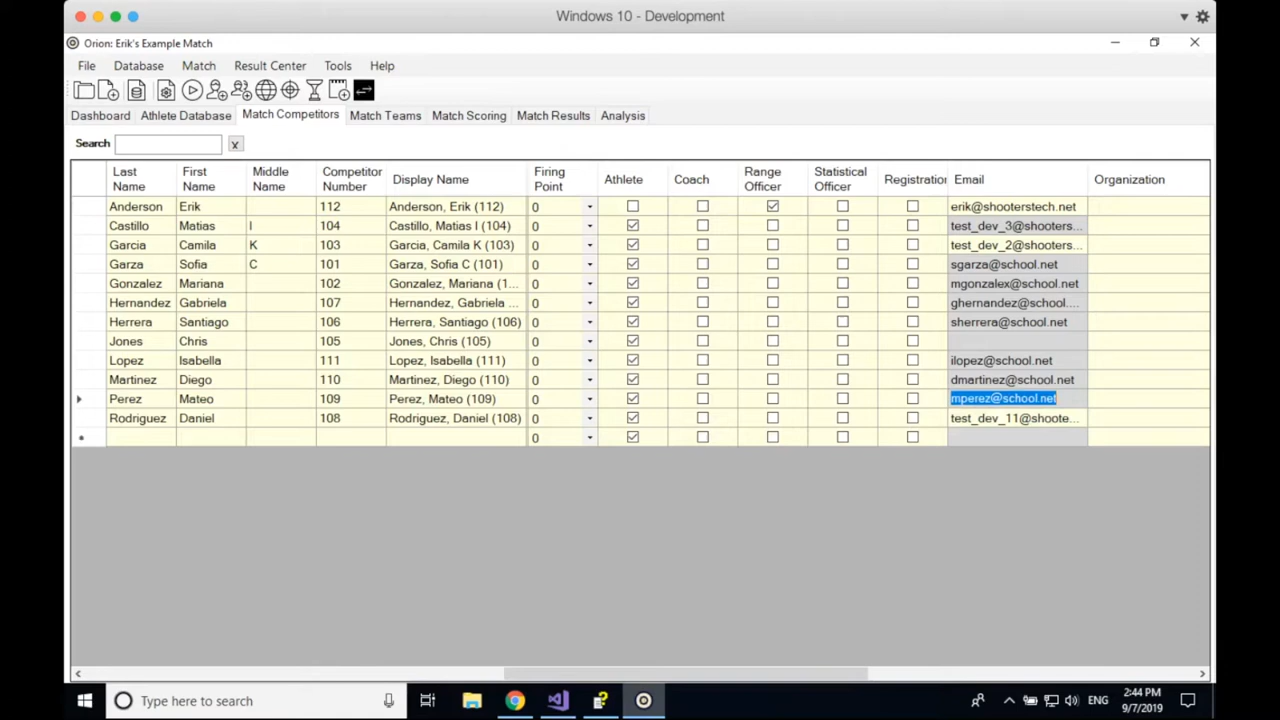 Windows 10 - Development
Orion: Erik's Example Match
File Database Match Result Center Tools Help
Dashboard Athlete Database Match Competitors Match Teams Match Scoring Match Results Analysis
Search x
Last Name First Name Middle Name Competitor Number Display Name Firing Point Athlete Coach Range Officer Statistical Officer Registration Email Organization
Anderson Erik 112 Anderson, Erik (112) 0 erik@shooterstech.net
Castillo Matias I 104 Castillo, Matias I (104) 0 test_dev_3@shooters...
Garcia Camila K 103 Garcia, Camila K (103) 0 test_dev_2@shooters...
Garza Sofia C 101 Garza, Sofia C (101) 0 sgarza@school.net
Gonzalez Mariana 102 Gonzalez, Mariana (1... 0 mgonzalex@school.net
Hernandez Gabriela 107 Hernandez, Gabriela ... 0 ghernandez@school....
Herrera Santiago 106 Herrera, Santiago (106) 0 sherrera@school.net
Jones Chris 105 Jones, Chris (105) 0
Lopez Isabella 111 Lopez, Isabella (111) 0 ilopez@school.net
Martinez Diego 110 Martinez, Diego (110) 0 dmartinez@school.net
Perez Mateo 109 Perez, Mateo (109) 0 mperez@school.net
Rodriguez Daniel 108 Rodriguez, Daniel (108) 0 test_dev_11@shoote...
0
Type here to search ENG 2:44 PM
9/7/2019